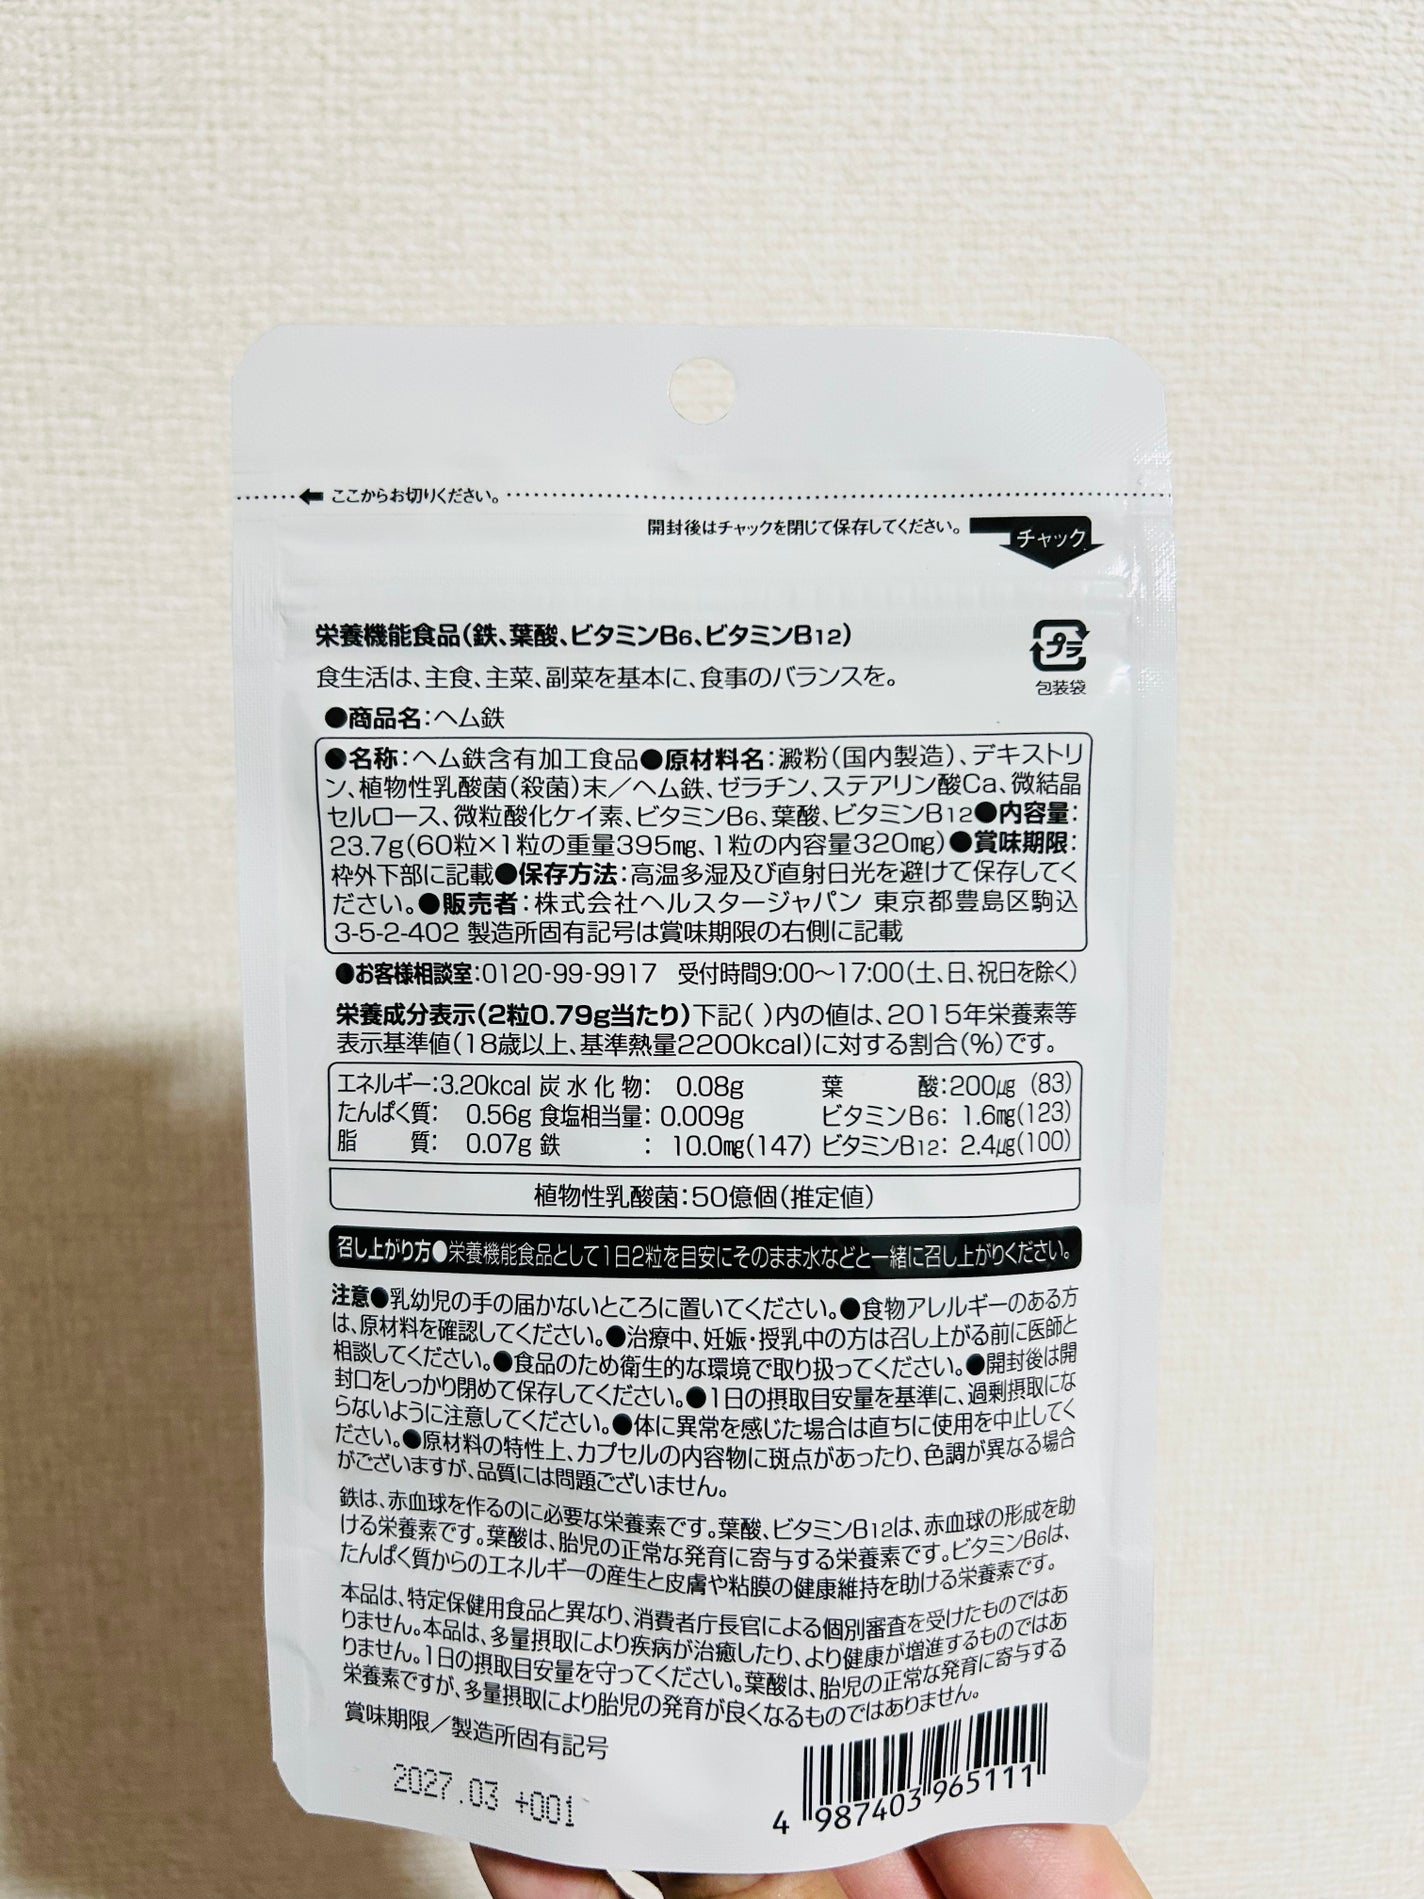 ここからお切りください。
開封後はチャックを閉じて保存してください。
チャック
栄養機能食品(鉄、葉酸、ビタミンB6、ビタミンB12)
プラ
食生活は、主食、主菜、副菜を基本に、食事のバランスを。
包装袋
●商品名:ヘム鉄
●名称:ヘム鉄含有加工食品●原材料名:澱粉(国内製造)、デキストリ
ン、植物性乳酸菌(殺菌)末/ヘム鉄、ゼラチン、ステアリン酸Ca、微結晶
セルロース、微粒酸化ケイ素、ビタミンB6、葉酸、ビタミンB12●内容量:
23.7g(60粒×1粒の重量395mg、1粒の内容量320mg)●賞味期限:
枠外下部に記載●保存方法:高温多湿及び直射日光を避けて保存してく
ださい。●販売者:株式会社ヘルスタージャパン 東京都豊島区駒込
3-5-2-402 製造所固有記号は賞味期限の右側に記載
●お客様相談室:0120-99-9917 受付時間9:00〜17:00(土、日、祝日を除く)
栄養成分表示(2粒0.79g当たり)下記( )内の値は、2015年栄養素等
表示基準値(18歳以上、基準熱量2200kcal)に対する割合(%)です。
エネルギー:3.20kcal 炭水化物: 0.08g 葉酸:200μg (83)
たんぱく質: 0.56g 食塩相当量: 0.009g ビタミンB6: 1.6mg(123)
脂質: 0.07g 鉄: 10.0mg(147) ビタミンB12: 2.4μg(100)
植物性乳酸菌:50億個(推定値)
召し上がり方●栄養機能食品として1日2粒を目安にそのまま水などと一緒に召し上がりください。
注意●乳幼児の手の届かないところに置いてください。●食物アレルギーのある方
は、原材料を確認してください。●治療中、妊娠・授乳中の方は召し上がる前に医師と
相談してください。●食品のため衛生的な環境で取り扱ってください。●開封後は開
封口をしっかり閉めて保存してください。●1日の摂取目安量を基準に、過剰摂取にな
らないように注意してください。●体に異常を感じた場合は直ちに使用を中止してく
ださい。●原材料の特性上、カプセルの内容物に斑点があったり、色調が異なる場合
がございますが、品質には問題ございません。
鉄は、赤血球を作るのに必要な栄養素です。葉酸、ビタミンB12は、赤血球の形成を助
ける栄養素です。葉酸は、胎児の正常な発育に寄与する栄養素です。ビタミンB6は、
たんぱく質からのエネルギーの産生と皮膚や粘膜の健康維持を助ける栄養素です。
本品は、特定保健用食品と異なり、消費者庁長官による個別審査を受けたものではあ
りません。本品は、多量摂取により疾病が治癒したり、より健康が増進するものではあ
りません。1日の摂取目安量を守ってください。葉酸は、胎児の正常な発育に寄与する
栄養素ですが、多量摂取により胎児の発育が良くなるものではありません。
賞味期限/製造所固有記号
2027.03 +001
4 987403 965111